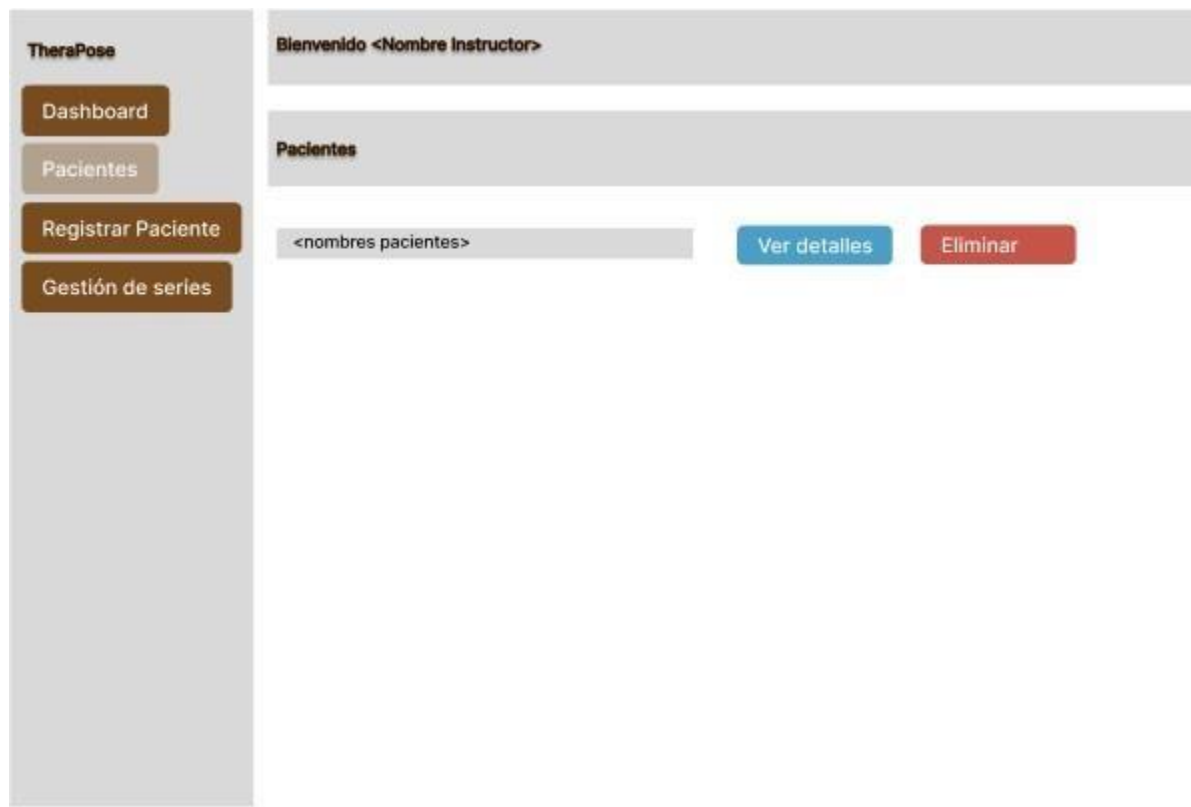 TheraPose
Dashboard
Pacientes
Registrar Paciente
Gestión de series
Bienvenido <Nombre Instructor>
Pacientes
<nombres pacientes>
Ver detalles
Eliminar